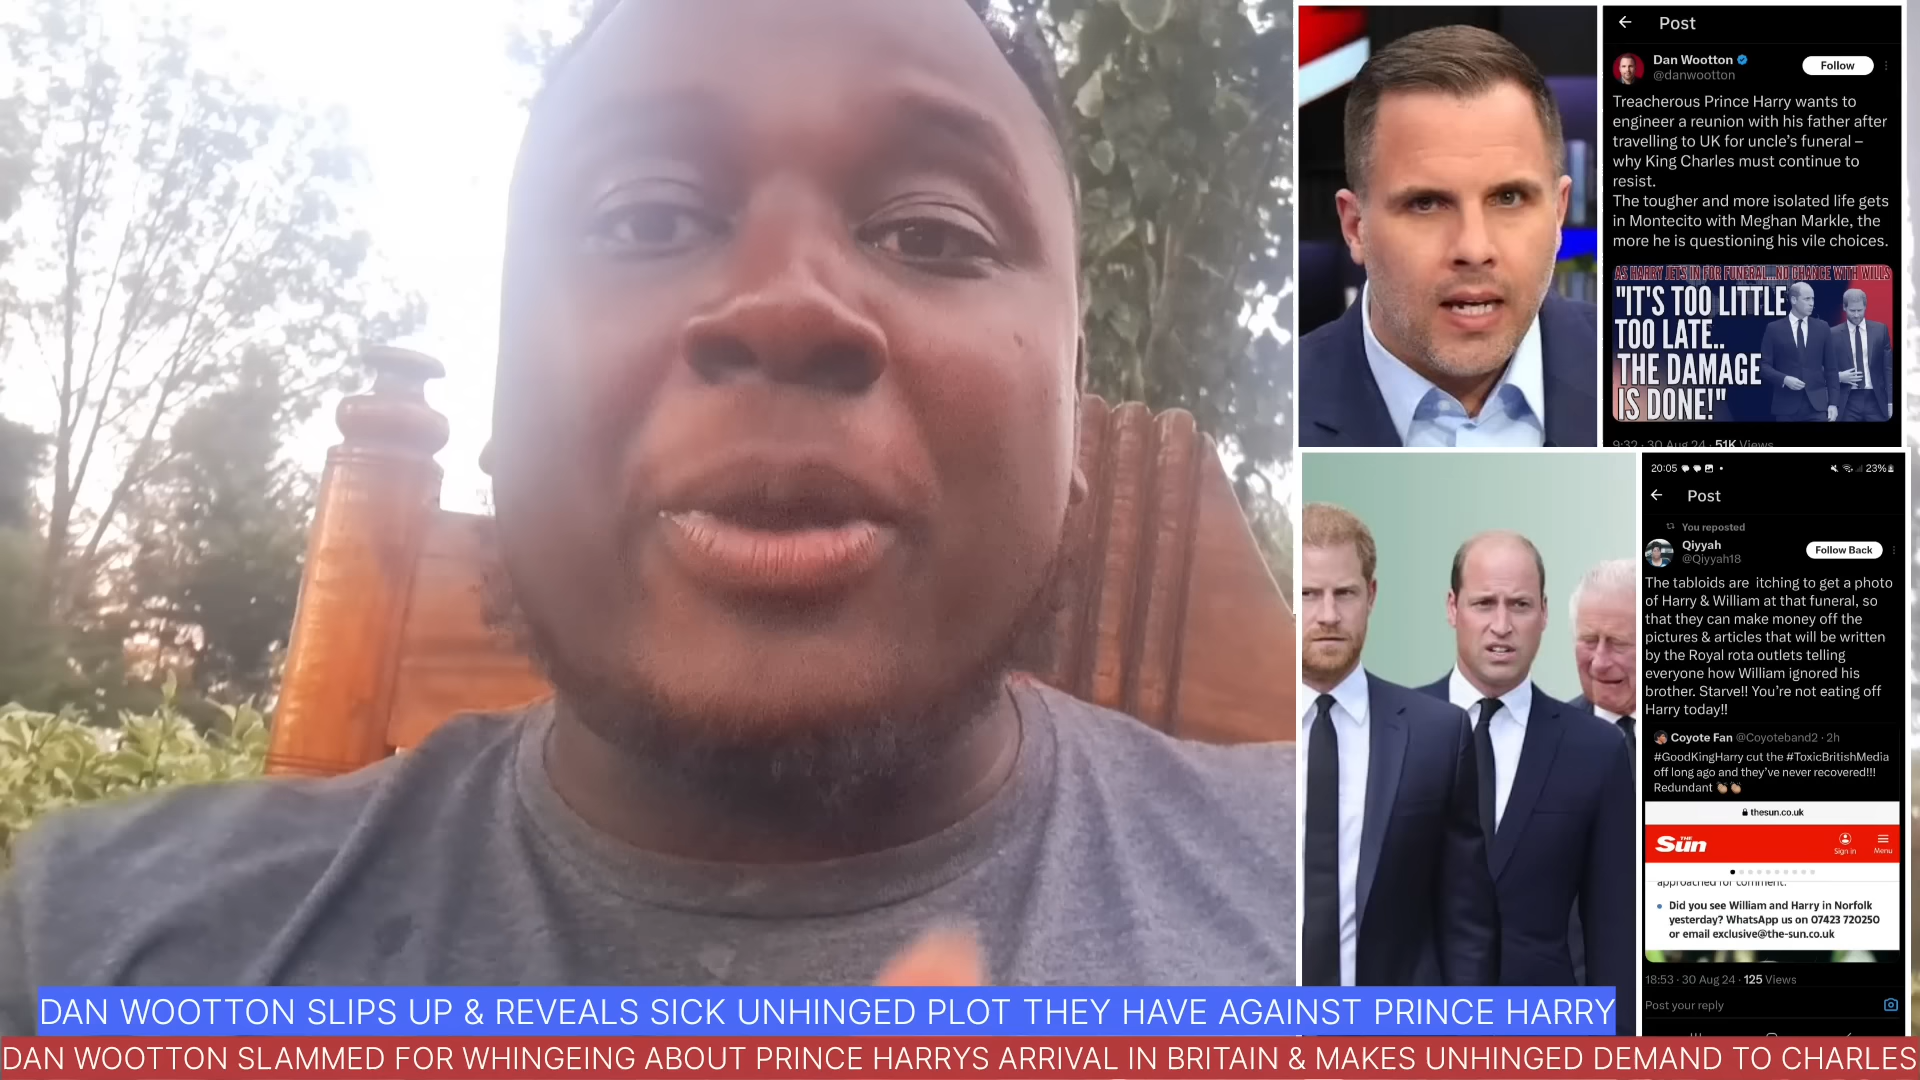 Post
Dan Wootton
@danwootton
Follow
Treacherous Prince Harry wants to
engineer a reunion with his father after
travelling to UK for uncle's funeral –
why King Charles must continue to
resist.
The tougher and more isolated life gets
in Montecito with Meghan Markle, the
more he is questioning his vile choices.
AS HARRY JETS IN FOR FUNERAL...NO CHANCE WITH WILLS
"IT'S TOO LITTLE
TOO LATE..
THE DAMAGE
IS DONE!"
9:32 · 30 Aug 24 · 51K Views
20:05
23%
Post
You reposted
Qiyyah
@Qiyyah18
Follow Back
The tabloids are itching to get a photo
of Harry & William at that funeral, so
that they can make money off the
pictures & articles that will be written
by the Royal rota outlets telling
everyone how William ignored his
brother. Starve!! You're not eating off
Harry today!!
Coyote Fan @Coyoteband2 · 2h
#GoodKingHarry cut the #ToxicBritishMedia
off long ago and they've never recovered!!!
Redundant 👏🏽👏🏽
thesun.co.uk
THE Sun
Sign in
Menu
approached for comment.
• Did you see William and Harry in Norfolk
yesterday? WhatsApp us on 07423 720250
or email exclusive@the-sun.co.uk
18:53 · 30 Aug 24 · 125 Views
Post your reply
DAN WOOTTON SLIPS UP & REVEALS SICK UNHINGED PLOT THEY HAVE AGAINST PRINCE HARRY
DAN WOOTTON SLAMMED FOR WHINGEING ABOUT PRINCE HARRYS ARRIVAL IN BRITAIN & MAKES UNHINGED DEMAND TO CHARLES